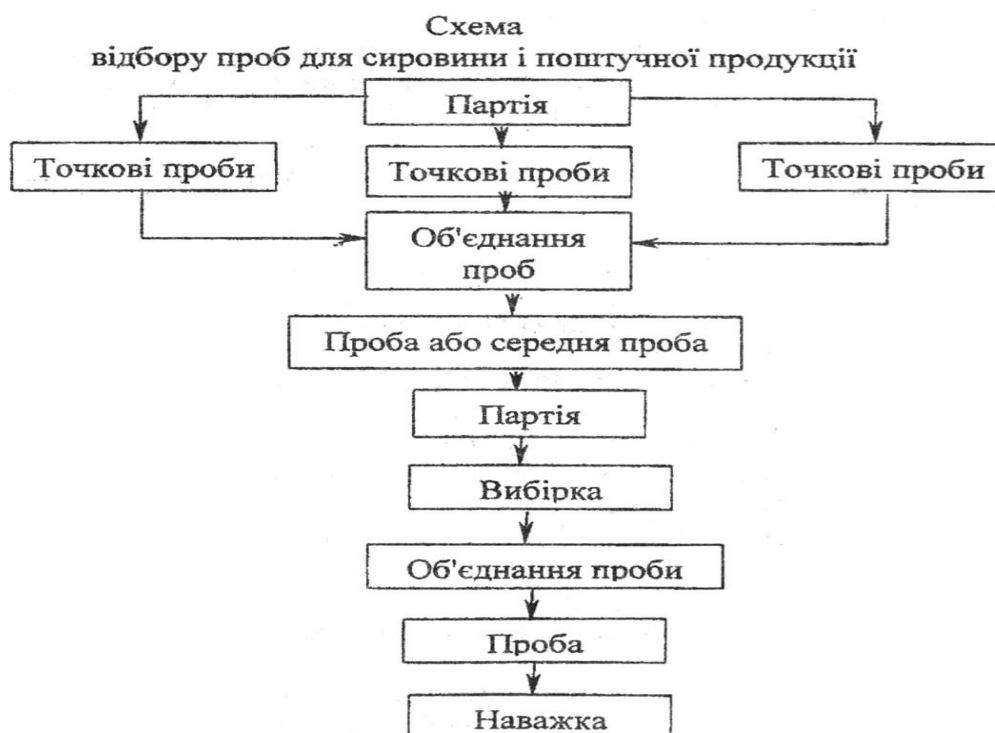 Схема
відбору проб для сировини і поштучної продукції
Партія
Точкові проби
Точкові проби
Точкові проби
Об'єднання
проб
Проба або середня проба
Партія
Вибірка
Об'єднання проби
Проба
Наважка